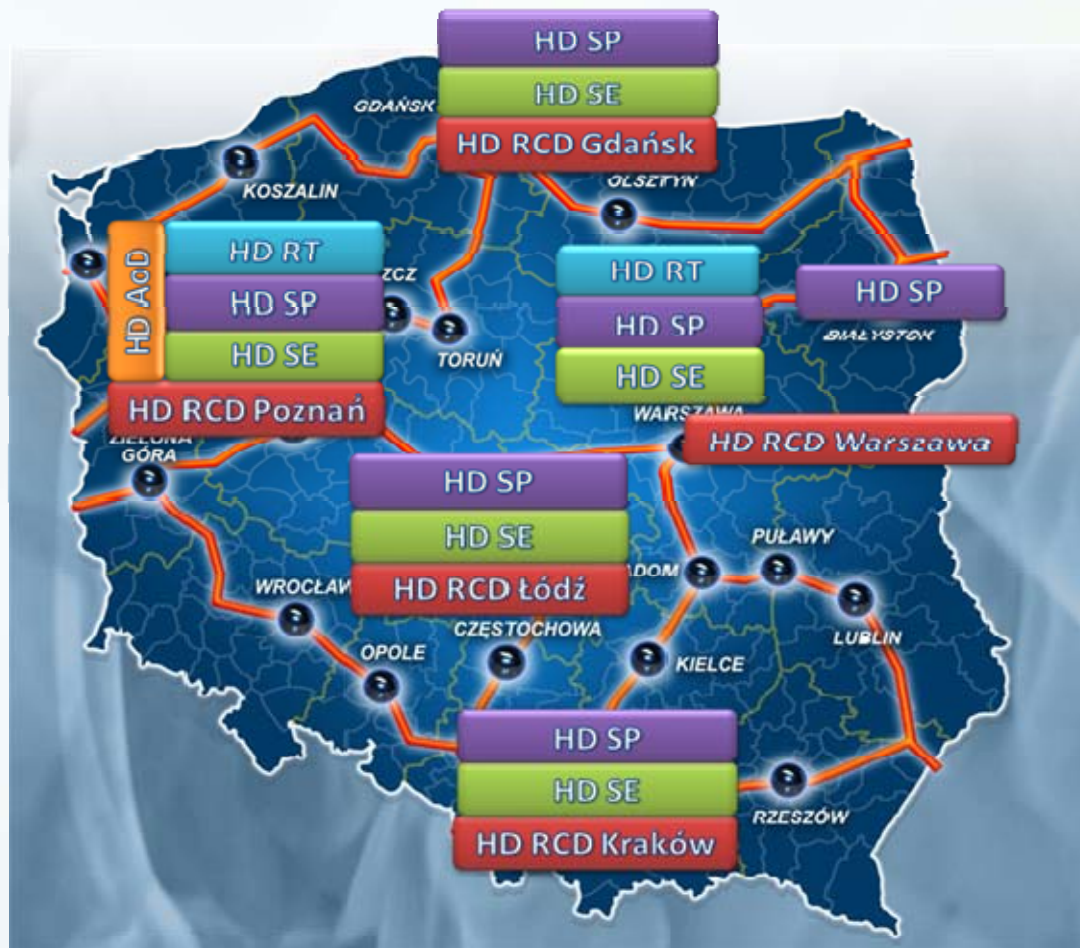 HD SP
HD SE
GDAŃSK
HD RCD Gdańsk
KOSZALIN
OLSZTYN
HD AoD
HD RT
HD SP
HD SE
HD RCD Poznań
ZCZ
TORUŃ
HD RT
HD SP
HD SE
HD SP
BIAŁYSTOK
WARSZAWA
HD RCD Warszawa
ZIELONA
GÓRA
HD SP
HD SE
HD RCD Łódź
WROCŁAW
ADOM
PUŁAWY
CZĘSTOCHOWA
OPOLE
KIELCE
LUBLIN
HD SP
HD SE
HD RCD Kraków
RZESZÓW